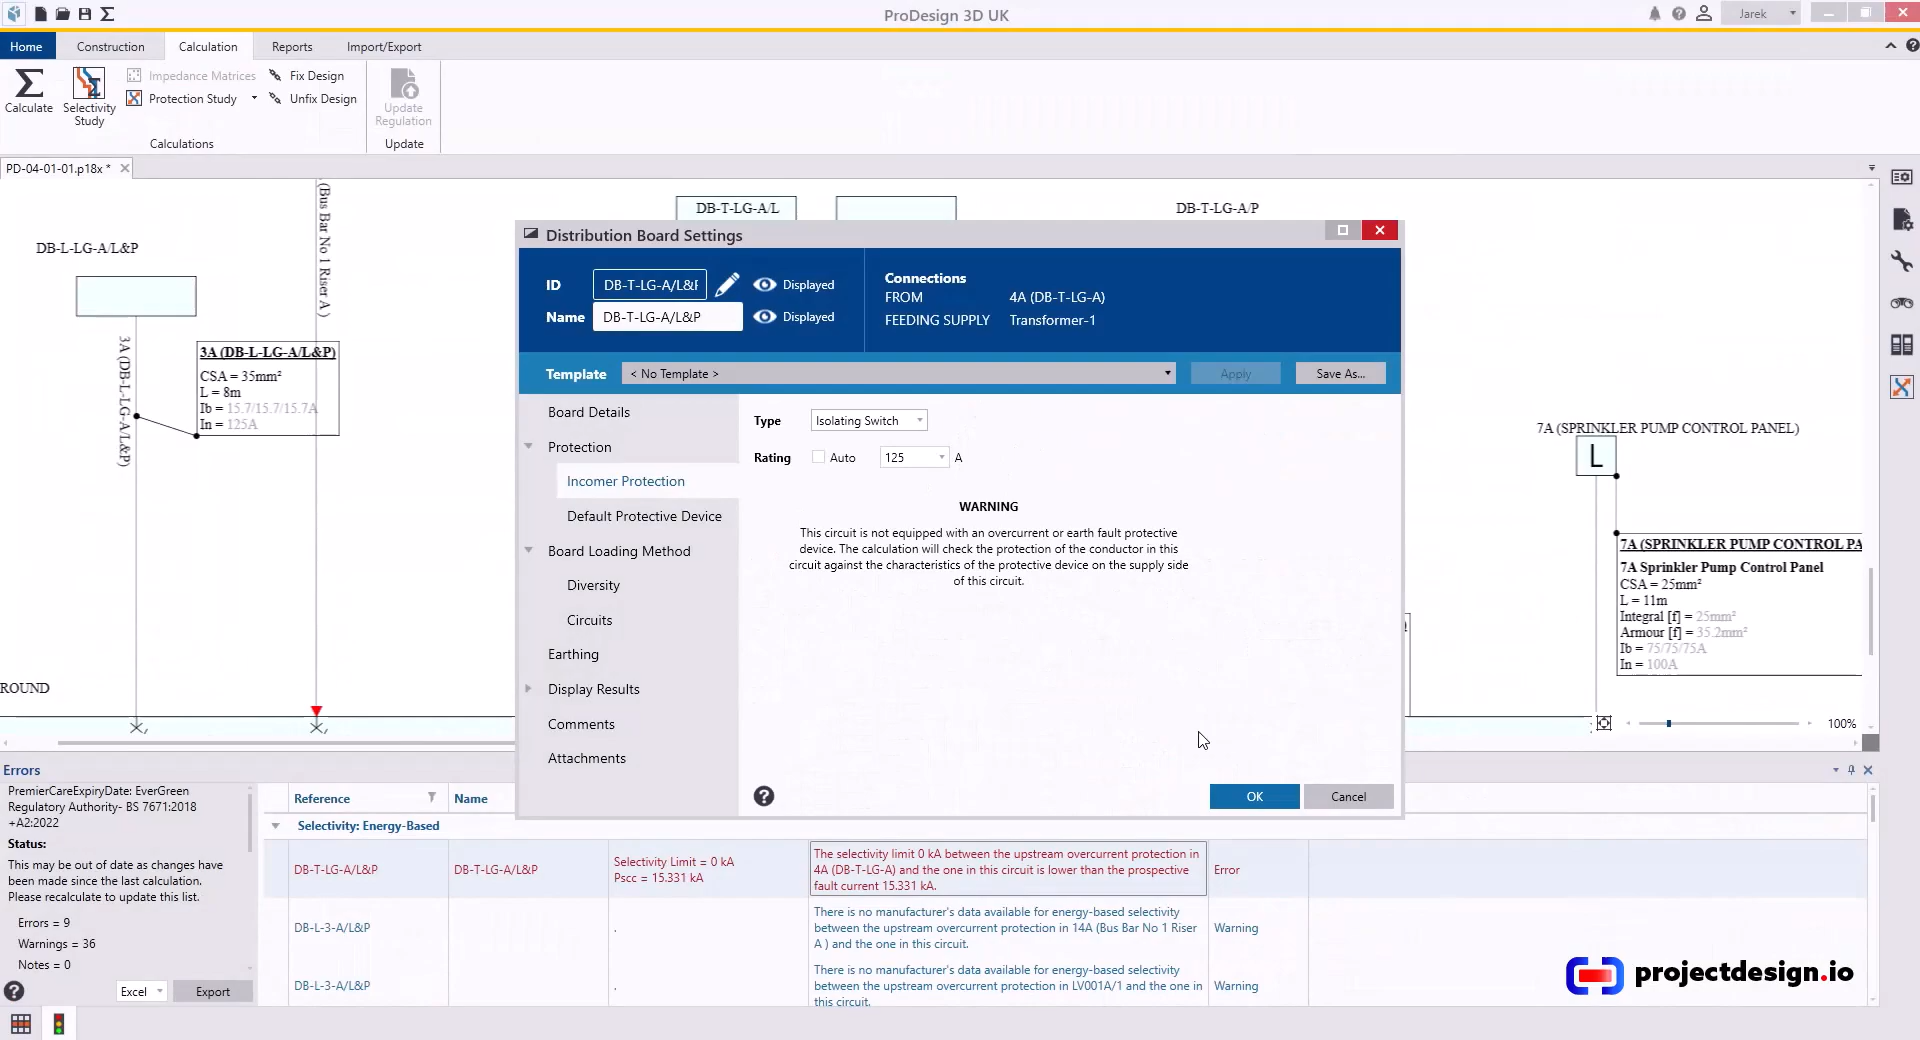 ProDesign 3D UK
Jarek
Home
Construction
Calculation
Reports
Import/Export
Calculate
Selectivity
Study
Impedance Matrices
Protection Study
Fix Design
Unfix Design
Calculations
Update
Regulation
Update
PD-04-01-01.p18x *
(Bus Bar No 1 Riser A )
DB-L-LG-A/L&P
3A (DB-L-LG-A/L&P)
3A (DB-L-LG-A/L&P)
CSA = 35mm²
L = 8m
Ib = 15.7/15.7/15.7A
In = 125A
ROUND
DB-T-LG-A/L
DB-T-LG-A/P
Distribution Board Settings
ID
DB-T-LG-A/L&P
Displayed
Name
DB-T-LG-A/L&P
Displayed
Connections
FROM
4A (DB-T-LG-A)
FEEDING SUPPLY
Transformer-1
Template
< No Template >
Apply
Save As...
Board Details
Protection
Incomer Protection
Default Protective Device
Board Loading Method
Diversity
Circuits
Earthing
Display Results
Comments
Attachments
Type
Isolating Switch
Rating
Auto
125
A
WARNING
This circuit is not equipped with an overcurrent or earth fault protective
device. The calculation will check the protection of the conductor in this
circuit against the characteristics of the protective device on the supply side
of this circuit.
OK
Cancel
7A (SPRINKLER PUMP CONTROL PANEL)
L
7A (SPRINKLER PUMP CONTROL PA
7A Sprinkler Pump Control Panel
CSA = 25mm²
L = 11m
Integral [f] = 25mm²
Armour [f] = 35.2mm²
Ib = 75/75/75A
In = 100A
100%
Errors
PremierCareExpiryDate: EverGreen
Regulatory Authority- BS 7671:2018
+A2:2022
Status:
This may be out of date as changes have
been made since the last calculation.
Please recalculate to update this list.
Errors = 9
Warnings = 36
Notes = 0
Excel
Export
Reference
Name
Selectivity: Energy-Based
DB-T-LG-A/L&P
DB-T-LG-A/L&P
Selectivity Limit = 0 kA
Pscc = 15.331 kA
The selectivity limit 0 kA between the upstream overcurrent protection in
4A (DB-T-LG-A) and the one in this circuit is lower than the prospective
fault current 15.331 kA.
Error
DB-L-3-A/L&P
.
There is no manufacturer's data available for energy-based selectivity
between the upstream overcurrent protection in 14A (Bus Bar No 1 Riser
A ) and the one in this circuit.
Warning
DB-L-3-A/L&P
.
There is no manufacturer's data available for energy-based selectivity
between the upstream overcurrent protection in LV001A/1 and the one in
this circuit.
Warning
projectdesign.io